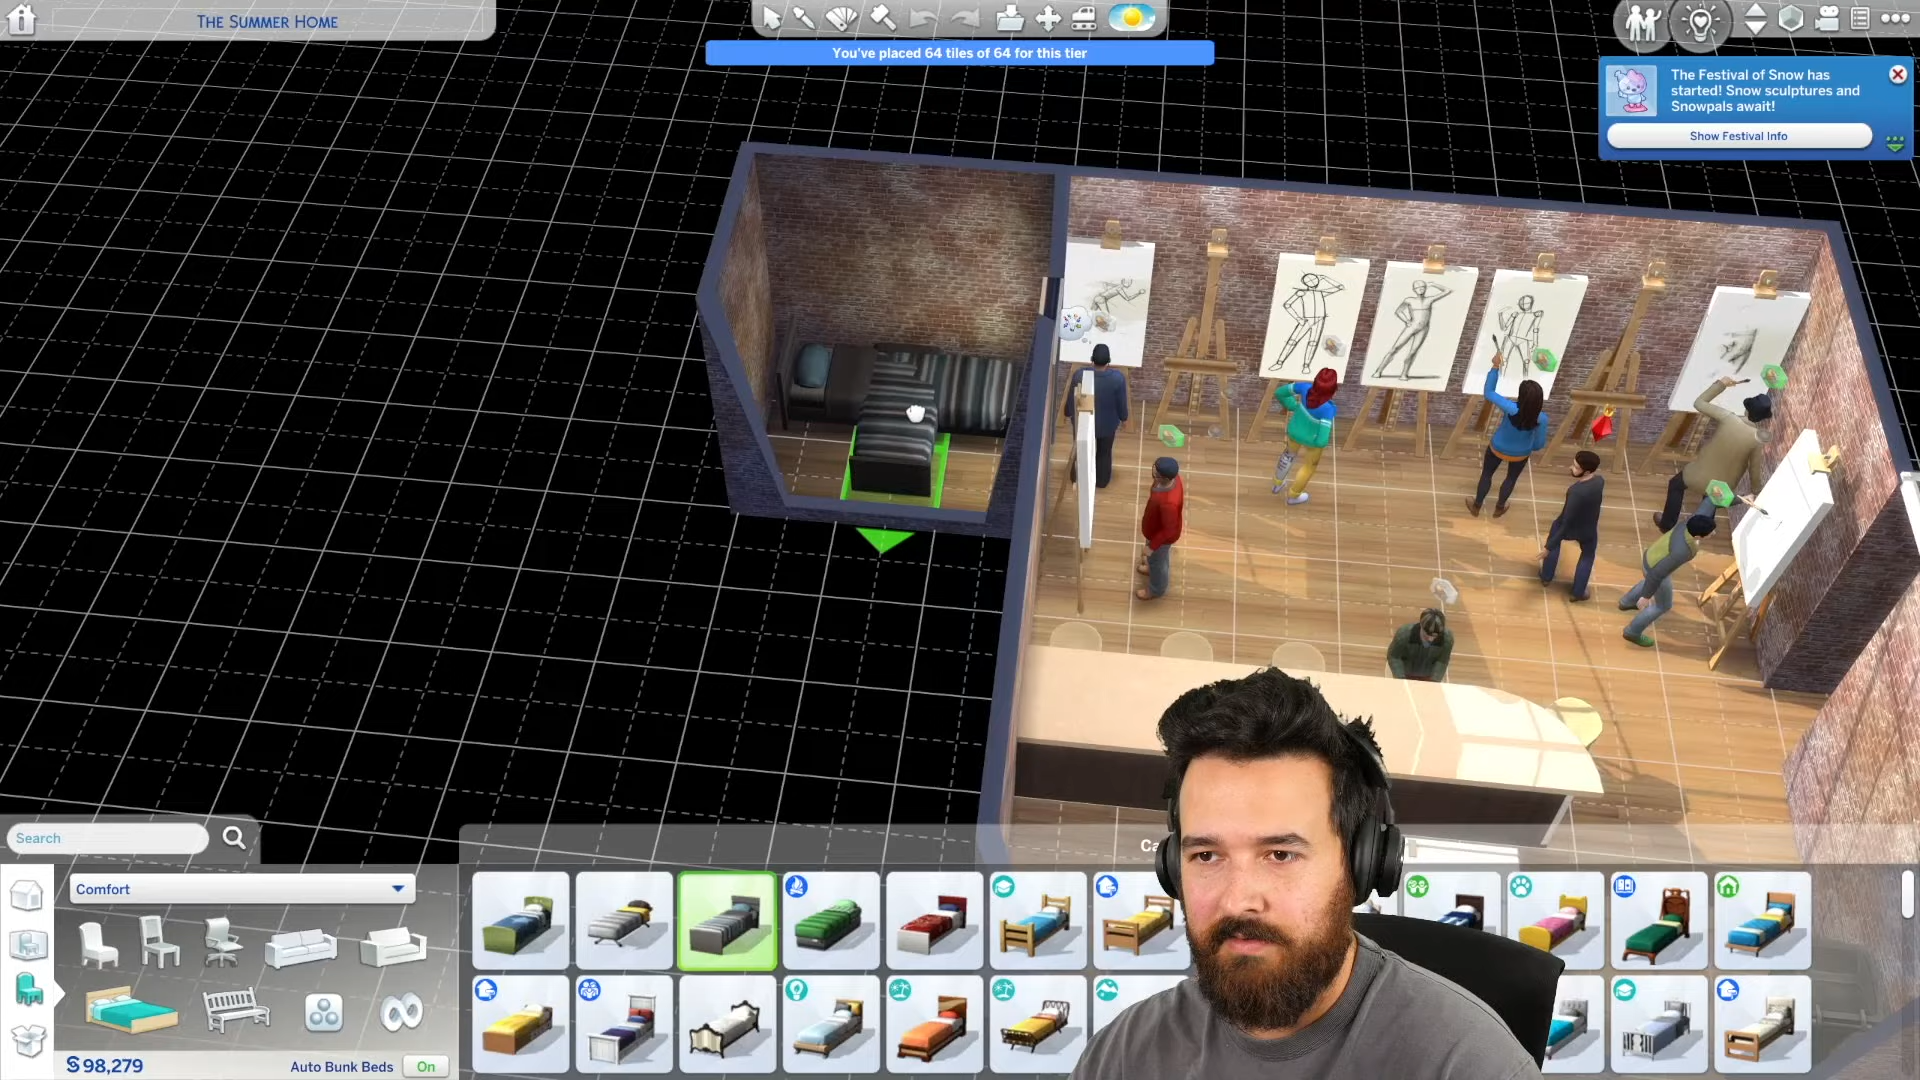 THE SUMMER HOME
You've placed 64 tiles of 64 for this tier
The Festival of Snow has
started! Snow sculptures and
Snowpals await!
Show Festival Info
Search
Comfort
§98,279
Auto Bunk Beds
On